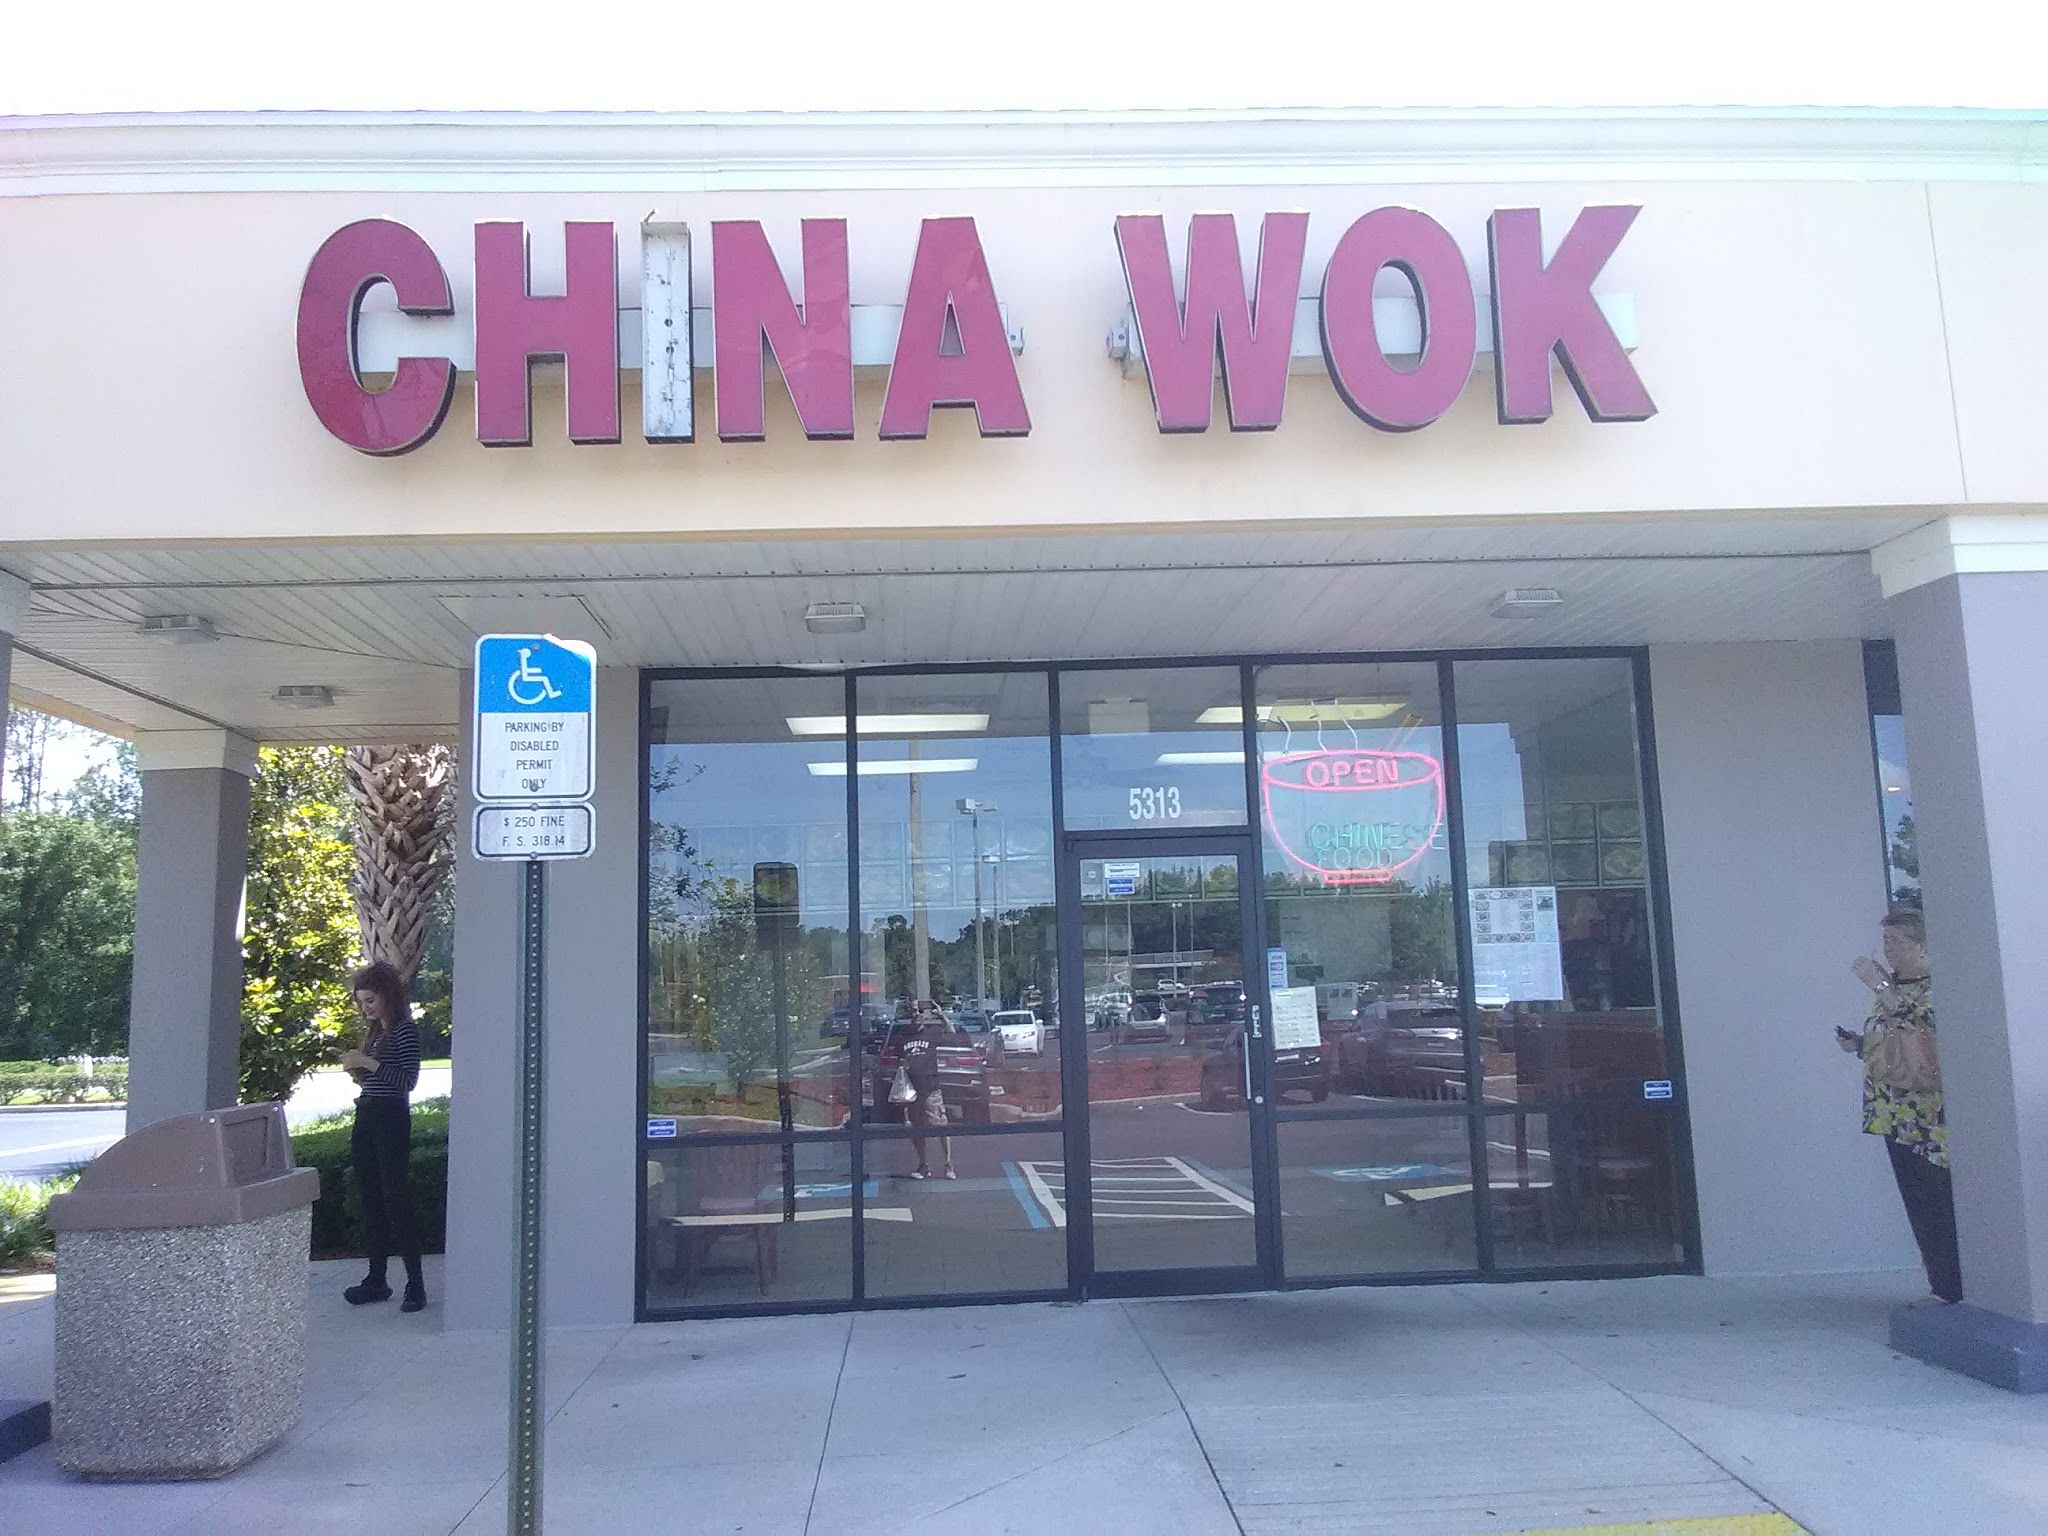 CHINA WOK
PARKING BY
DISABLED
PERMIT
ONLY
$ 250 FINE
F. S. 318.14
5313
OPEN
CHINESE
FOOD